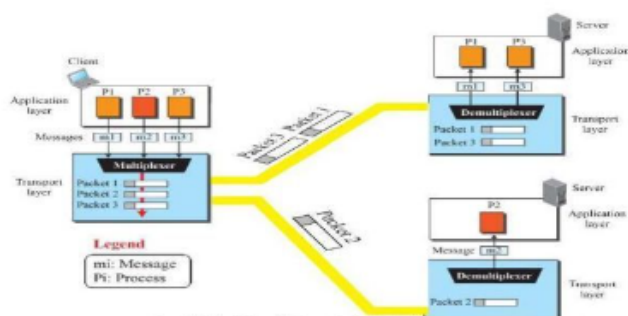 Client
P1 P2 P3
Application layer
Messages m1 m2 m3
Multiplexer
Transport layer
Packet 1
Packet 2
Packet 3
Legend
mi: Message
Pi: Process
Packet 3 Packet 1
Packet 2
Server
P1 P3
Application layer
m1 m3
Demultiplexer
Packet 1
Packet 3
Transport layer
Server
P2
Application layer
Message m2
Demultiplexer
Packet 2
Transport layer